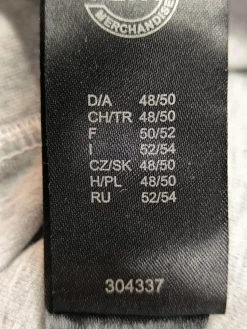 MERCHANDISE
D/A 48/50
CH/TR 48/50
F 50/52
I 52/54
CZ/SK 48/50
H/PL 48/50
RU 52/54
304337